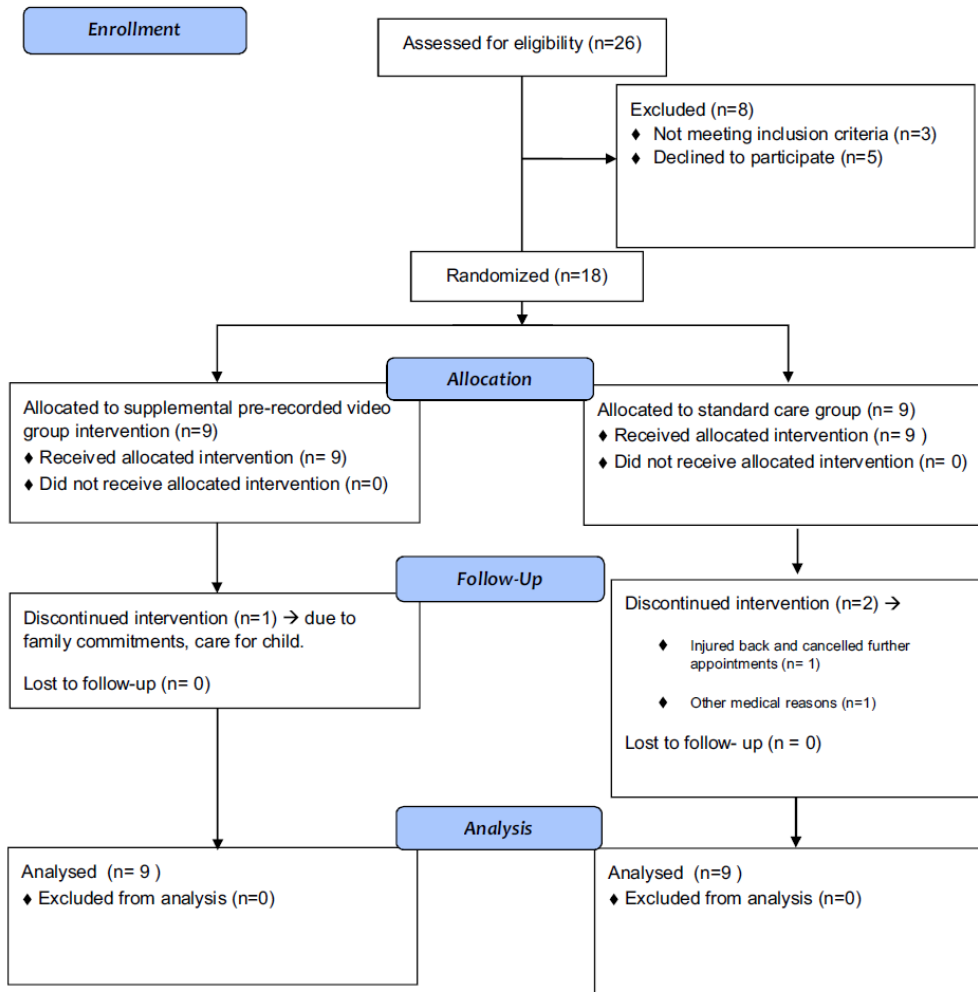 Enrollment
Assessed for eligibility (n=26)
Excluded (n=8)
♦ Not meeting inclusion criteria (n=3)
♦ Declined to participate (n=5)
Randomized (n=18)
Allocation
Allocated to supplemental pre-recorded video
group intervention (n=9)
♦ Received allocated intervention (n= 9)
♦ Did not receive allocated intervention (n=0)
Allocated to standard care group (n= 9)
♦ Received allocated intervention (n= 9 )
♦ Did not receive allocated intervention (n= 0)
Follow-Up
Discontinued intervention (n=1) → due to
family commitments, care for child.
Lost to follow-up (n= 0)
Discontinued intervention (n=2) →
♦ Injured back and cancelled further
appointments (n= 1)
♦ Other medical reasons (n=1)
Lost to follow- up (n = 0)
Analysis
Analysed (n= 9 )
♦ Excluded from analysis (n=0)
Analysed (n=9 )
♦ Excluded from analysis (n=0)